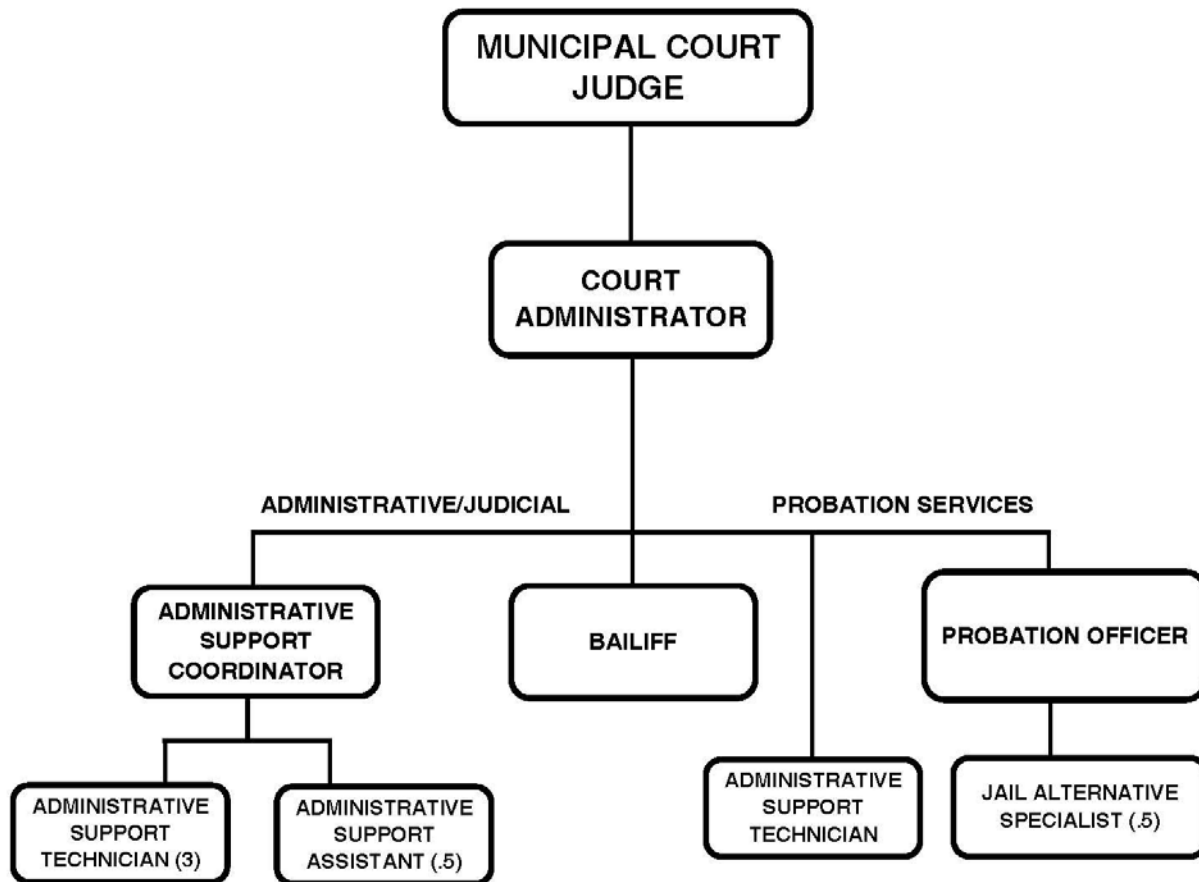 MUNICIPAL COURT
JUDGE
COURT
ADMINISTRATOR
ADMINISTRATIVE/JUDICIAL
PROBATION SERVICES
ADMINISTRATIVE
SUPPORT
COORDINATOR
BAILIFF
PROBATION OFFICER
ADMINISTRATIVE
SUPPORT
TECHNICIAN (3)
ADMINISTRATIVE
SUPPORT
ASSISTANT (.5)
ADMINISTRATIVE
SUPPORT
TECHNICIAN
JAIL ALTERNATIVE
SPECIALIST (.5)